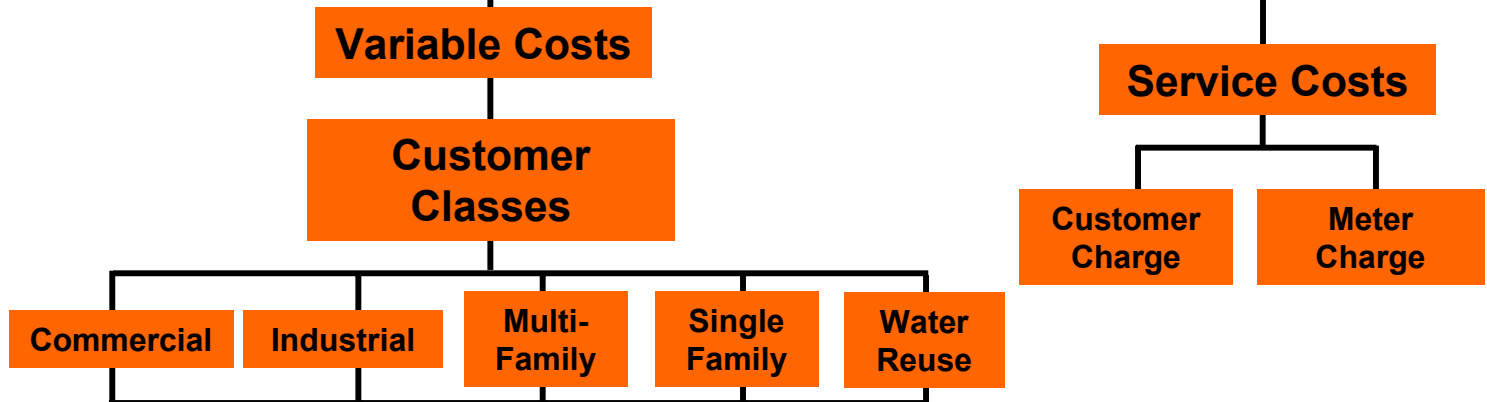 Variable Costs
Service Costs
Customer
Classes
Customer
Charge
Meter
Charge
Commercial
Industrial
Multi-
Family
Single
Family
Water
Reuse